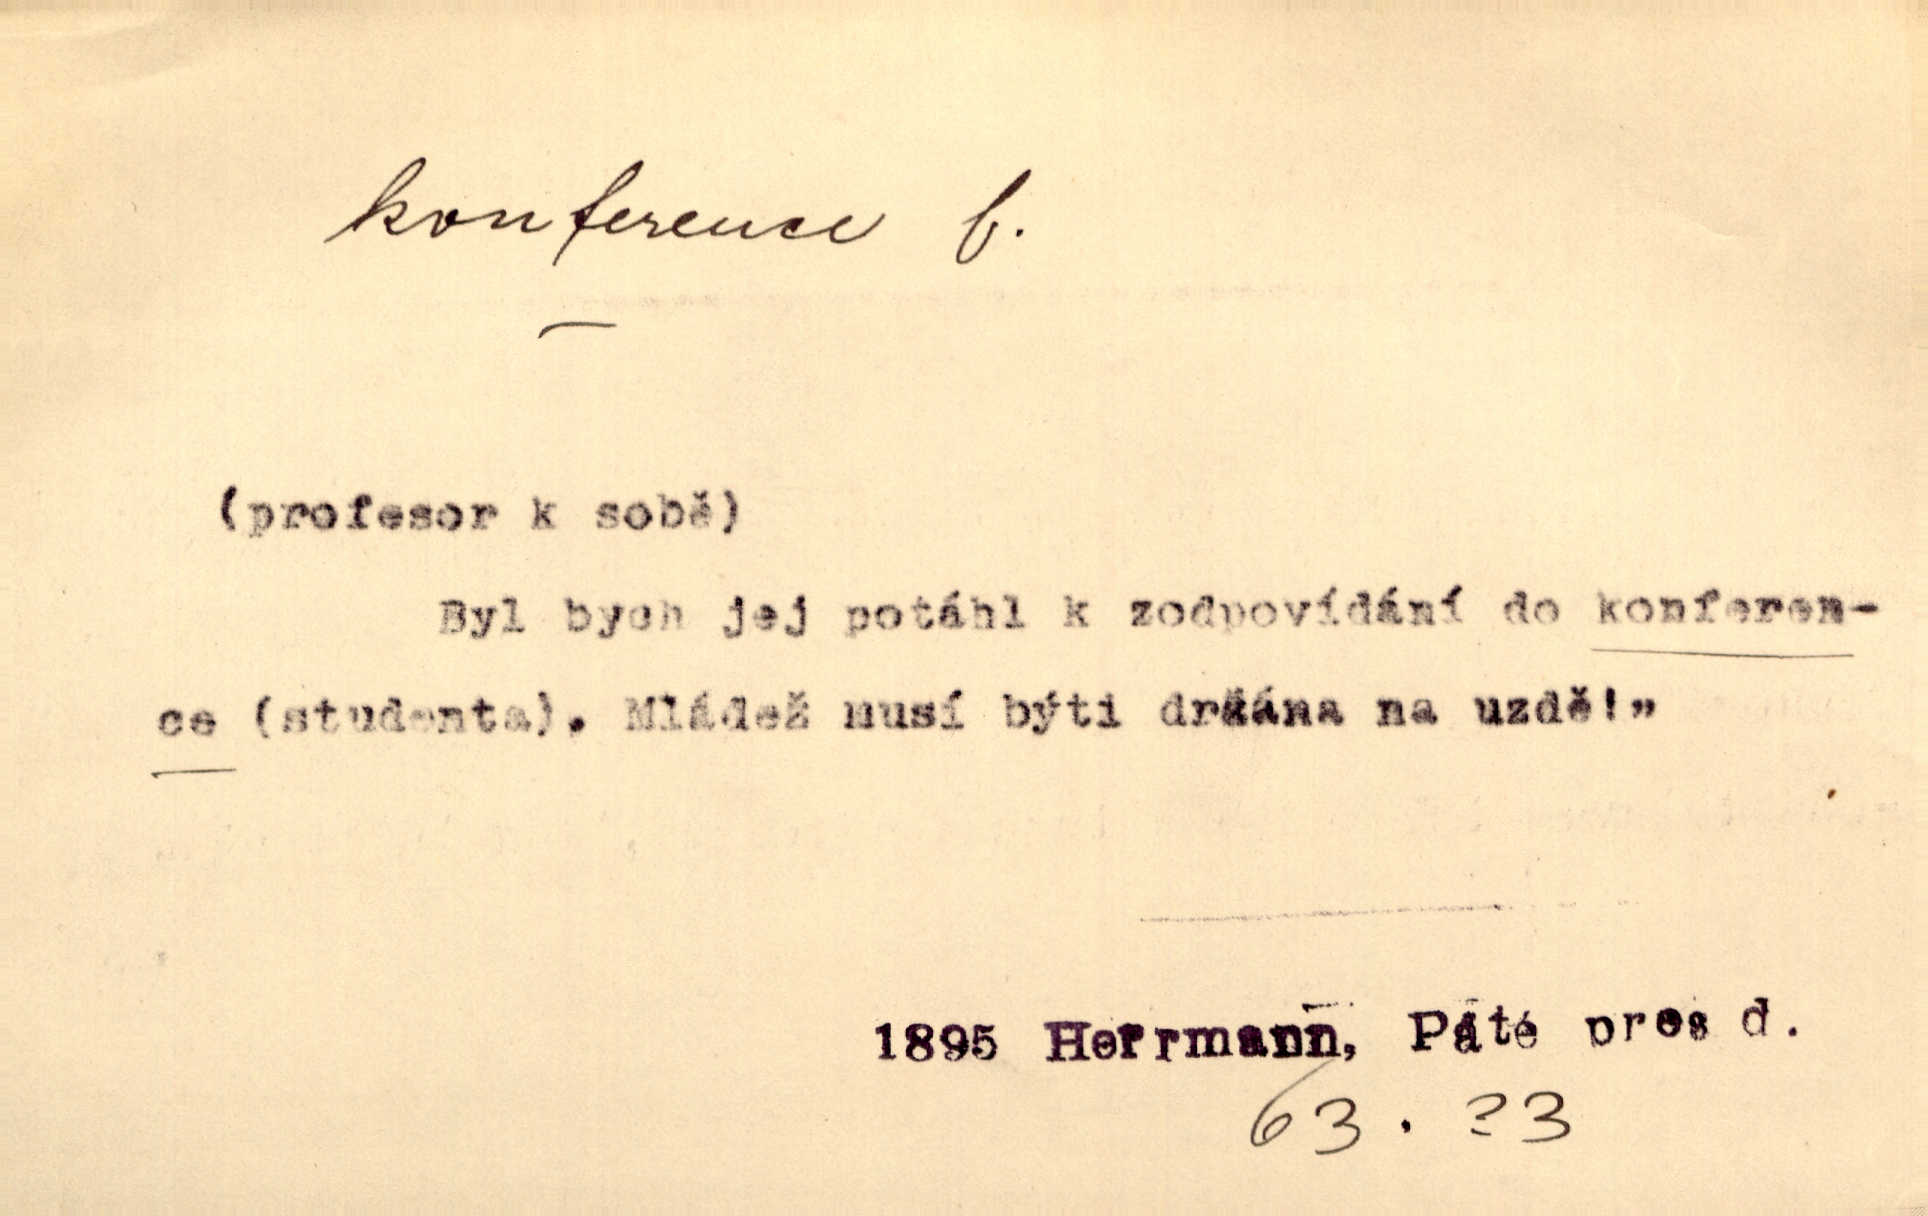 konference f.
(profesor k sobě)
Byl bych jej potáhl k zodpovídání do konferen-
ce (studenta). Mládež musí býti držána na uzdě!”
1895 Herrmann, Páté pres d.
63. 23